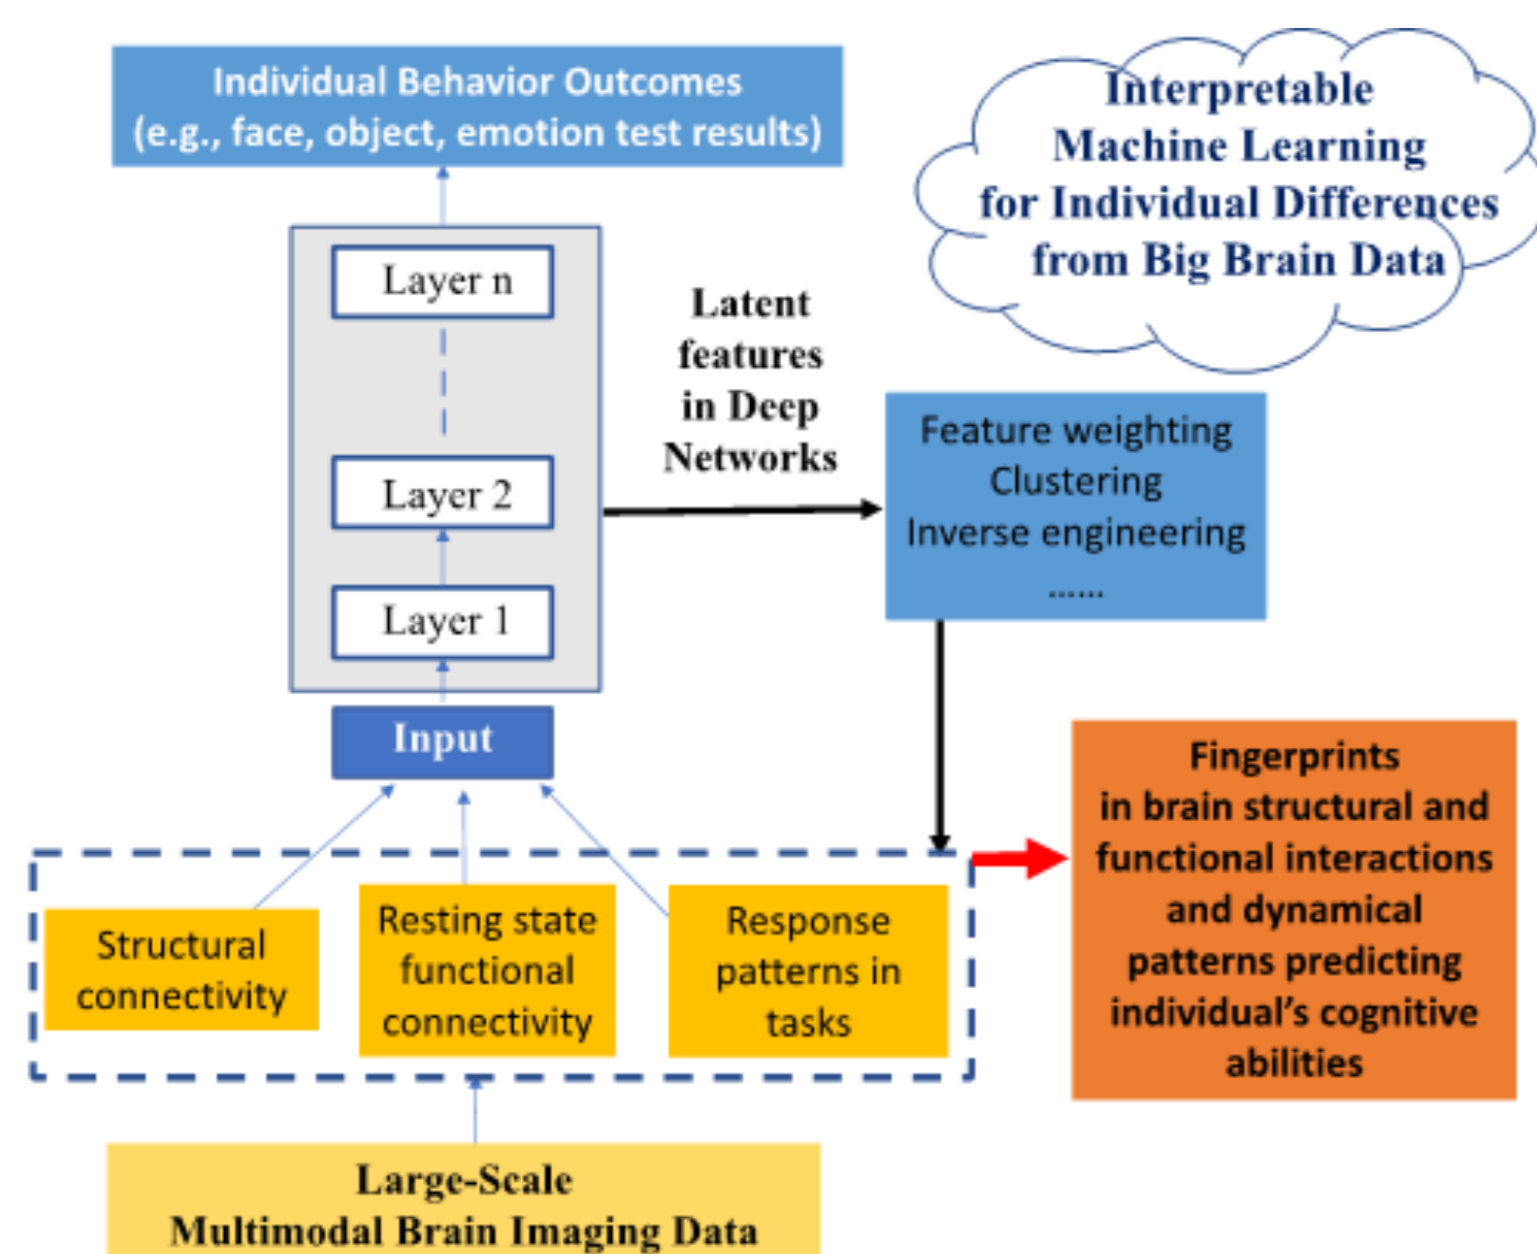 Individual Behavior Outcomes
(e.g., face, object, emotion test results)
Interpretable
Machine Learning
for Individual Differences
from Big Brain Data
Layer n
Layer 2
Layer 1
Input
Latent
features
in Deep
Networks
Feature weighting
Clustering
Inverse engineering
......
Structural
connectivity
Resting state
functional
connectivity
Response
patterns in
tasks
Fingerprints
in brain structural and
functional interactions
and dynamical
patterns predicting
individual’s cognitive
abilities
Large-Scale
Multimodal Brain Imaging Data